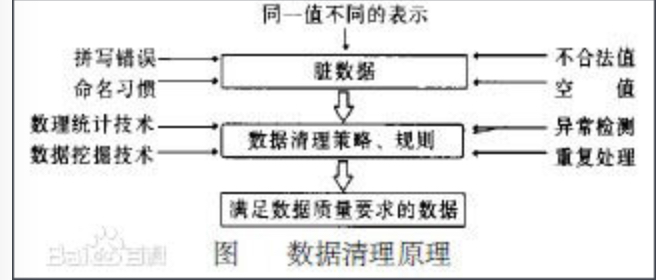 同一值不同的表示
拼写错误
不合法值
脏数据
命名习惯
空 值
数理统计技术
异常检测
数据清理策略、规则
数据挖掘技术
重复处理
满足数据质量要求的数据
Baidu百科
图 数据清理原理